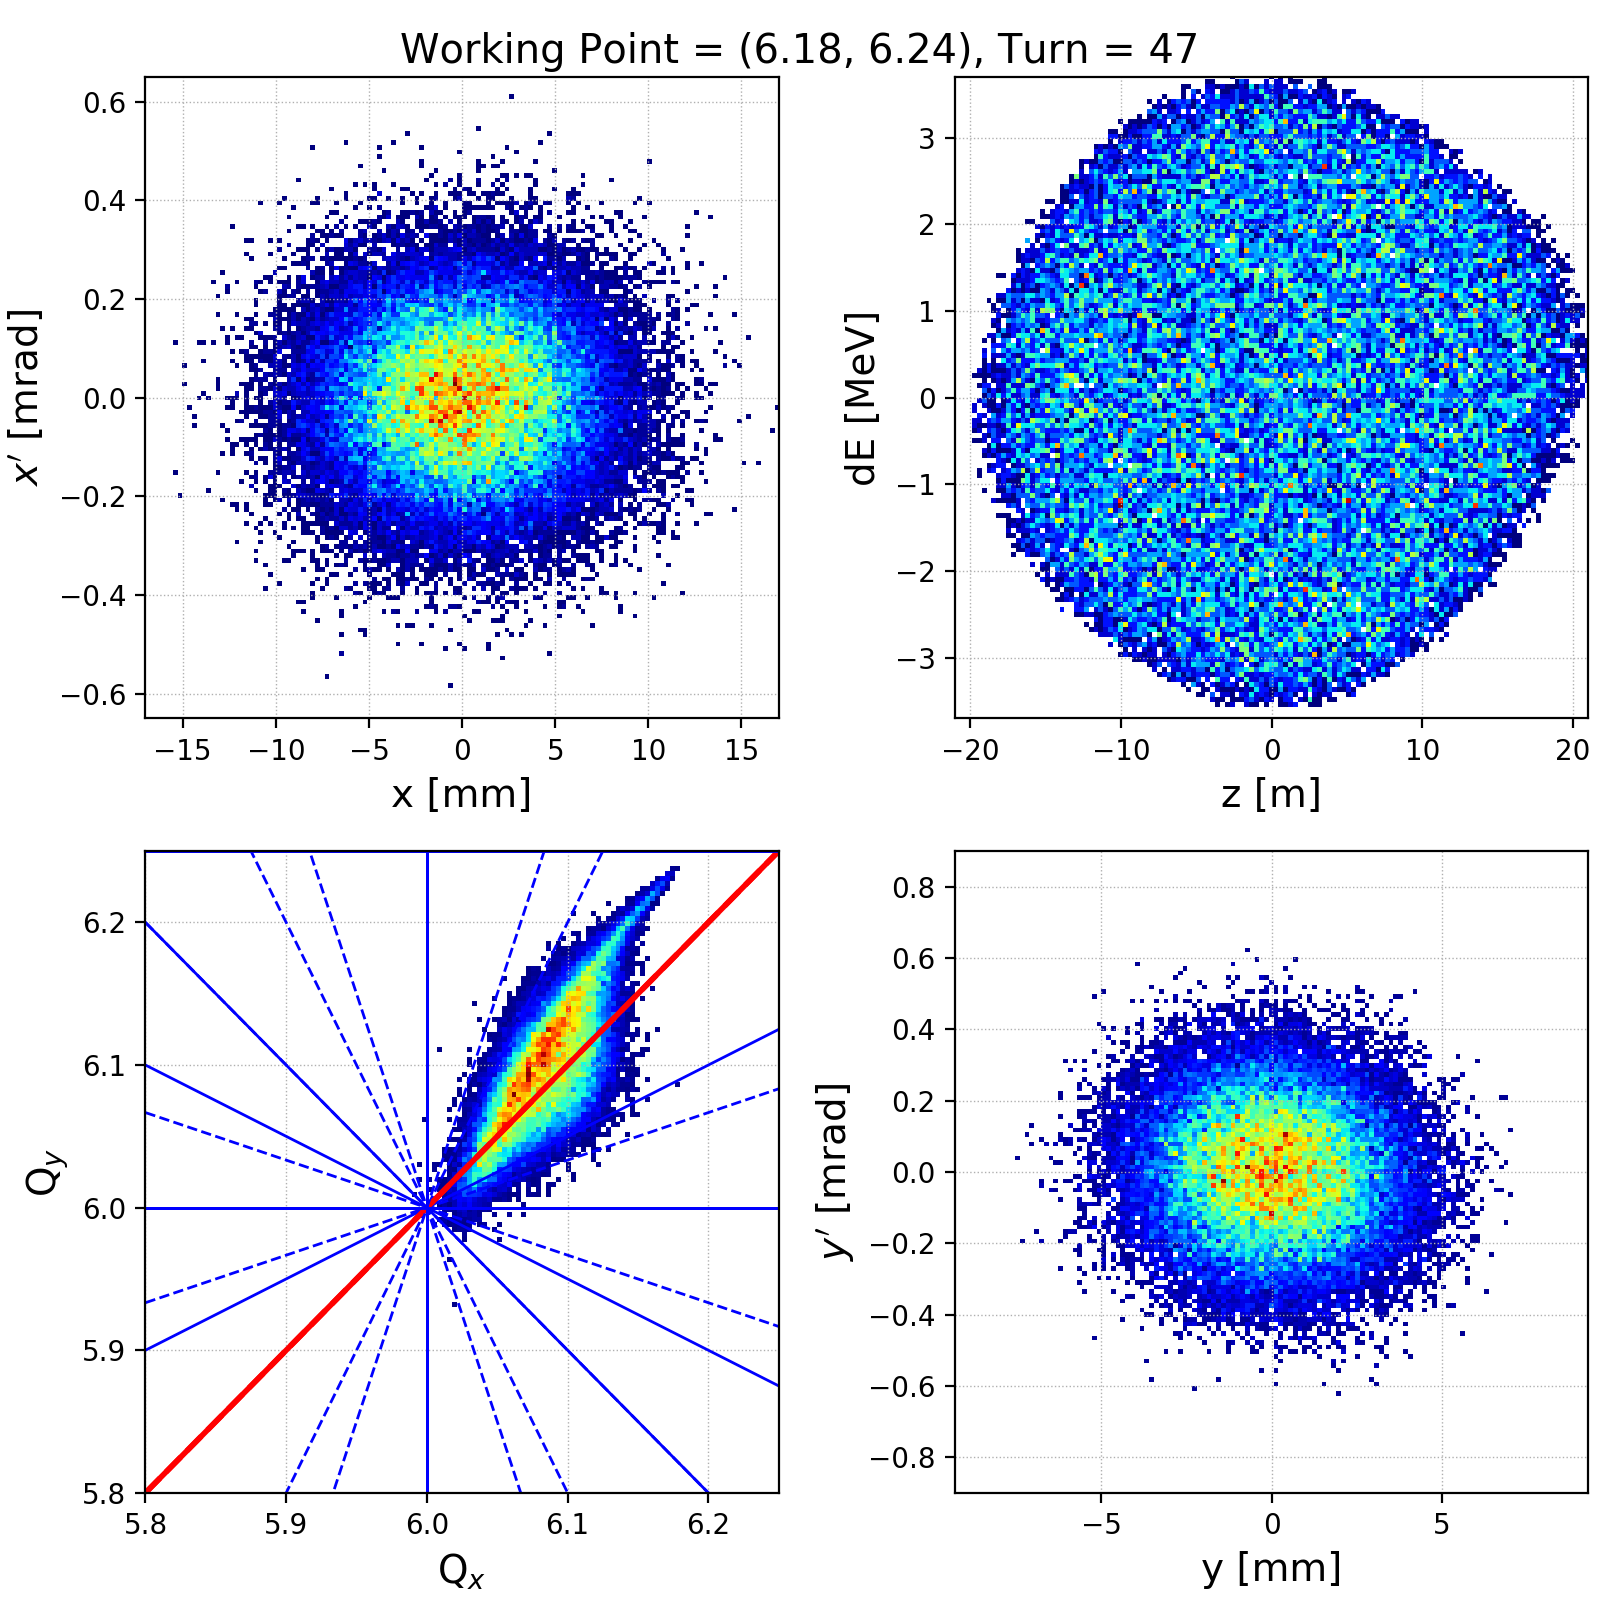 Working Point = (6.18, 6.24), Turn = 47
0.6
0.4
0.2
0.0
−0.2
−0.4
−0.6
x′ [mrad]
−15 −10 −5 0 5 10 15
x [mm]
3
2
1
0
−1
−2
−3
dE [MeV]
−20 −10 0 10 20
z [m]
6.2
6.1
6.0
5.9
5.8
Qy
5.8 5.9 6.0 6.1 6.2
Qx
0.8
0.6
0.4
0.2
0.0
−0.2
−0.4
−0.6
−0.8
y′ [mrad]
−5 0 5
y [mm]